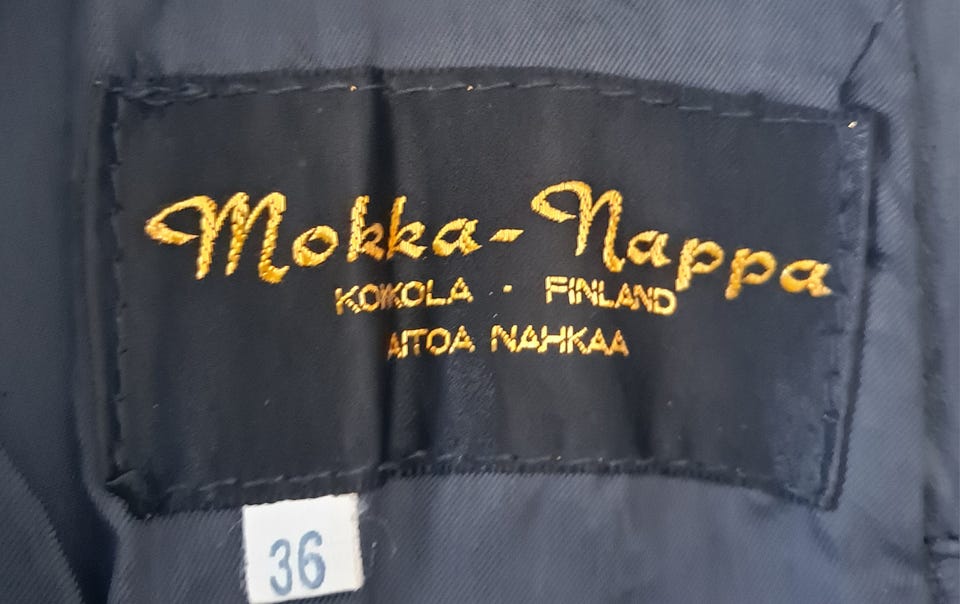 Mokka-Nappa
KOKKOLA · FINLAND
AITOA NAHKAA
36